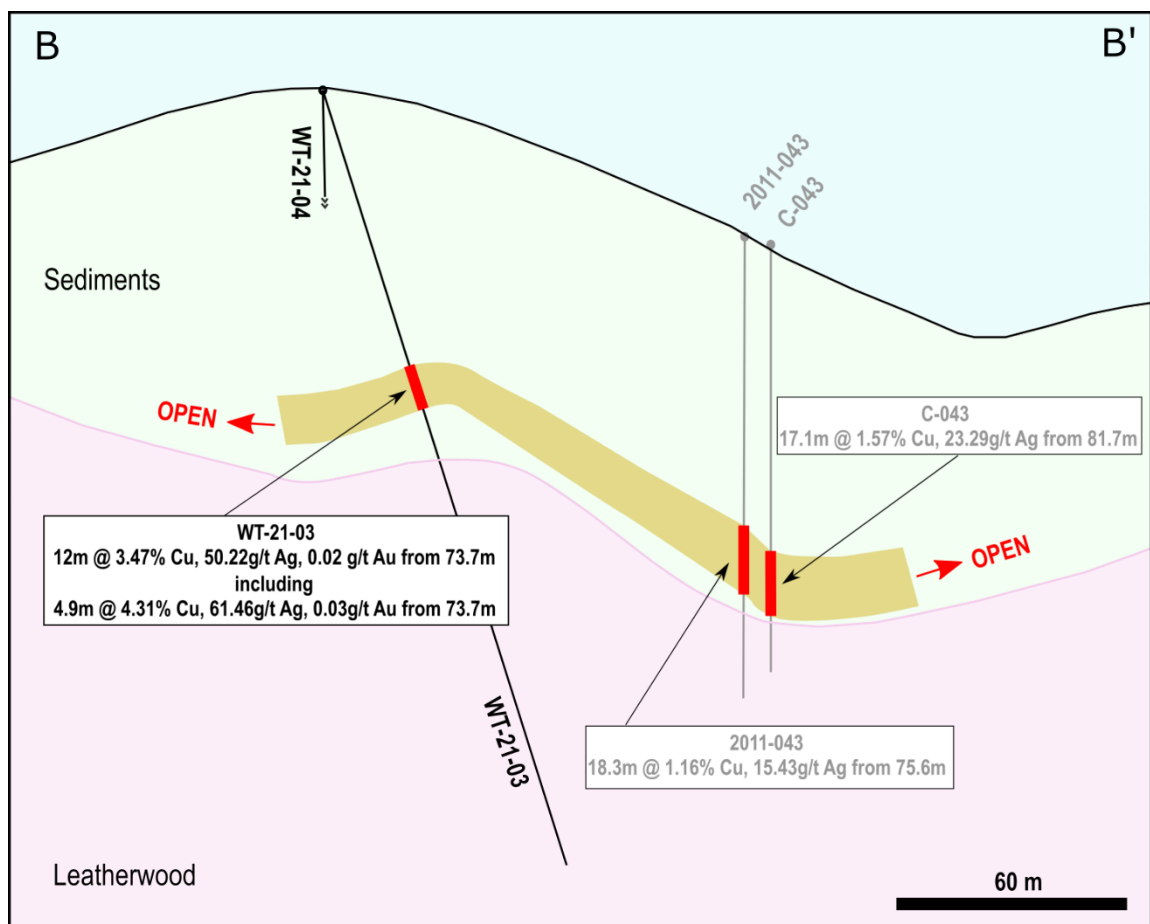 B
B'
WT-21-04
2011-043
C-043
Sediments
OPEN
C-043
17.1m @ 1.57% Cu, 23.29g/t Ag from 81.7m
WT-21-03
12m @ 3.47% Cu, 50.22g/t Ag, 0.02 g/t Au from 73.7m
including
4.9m @ 4.31% Cu, 61.46g/t Ag, 0.03g/t Au from 73.7m
OPEN
WT-21-03
2011-043
18.3m @ 1.16% Cu, 15.43g/t Ag from 75.6m
Leatherwood
60 m